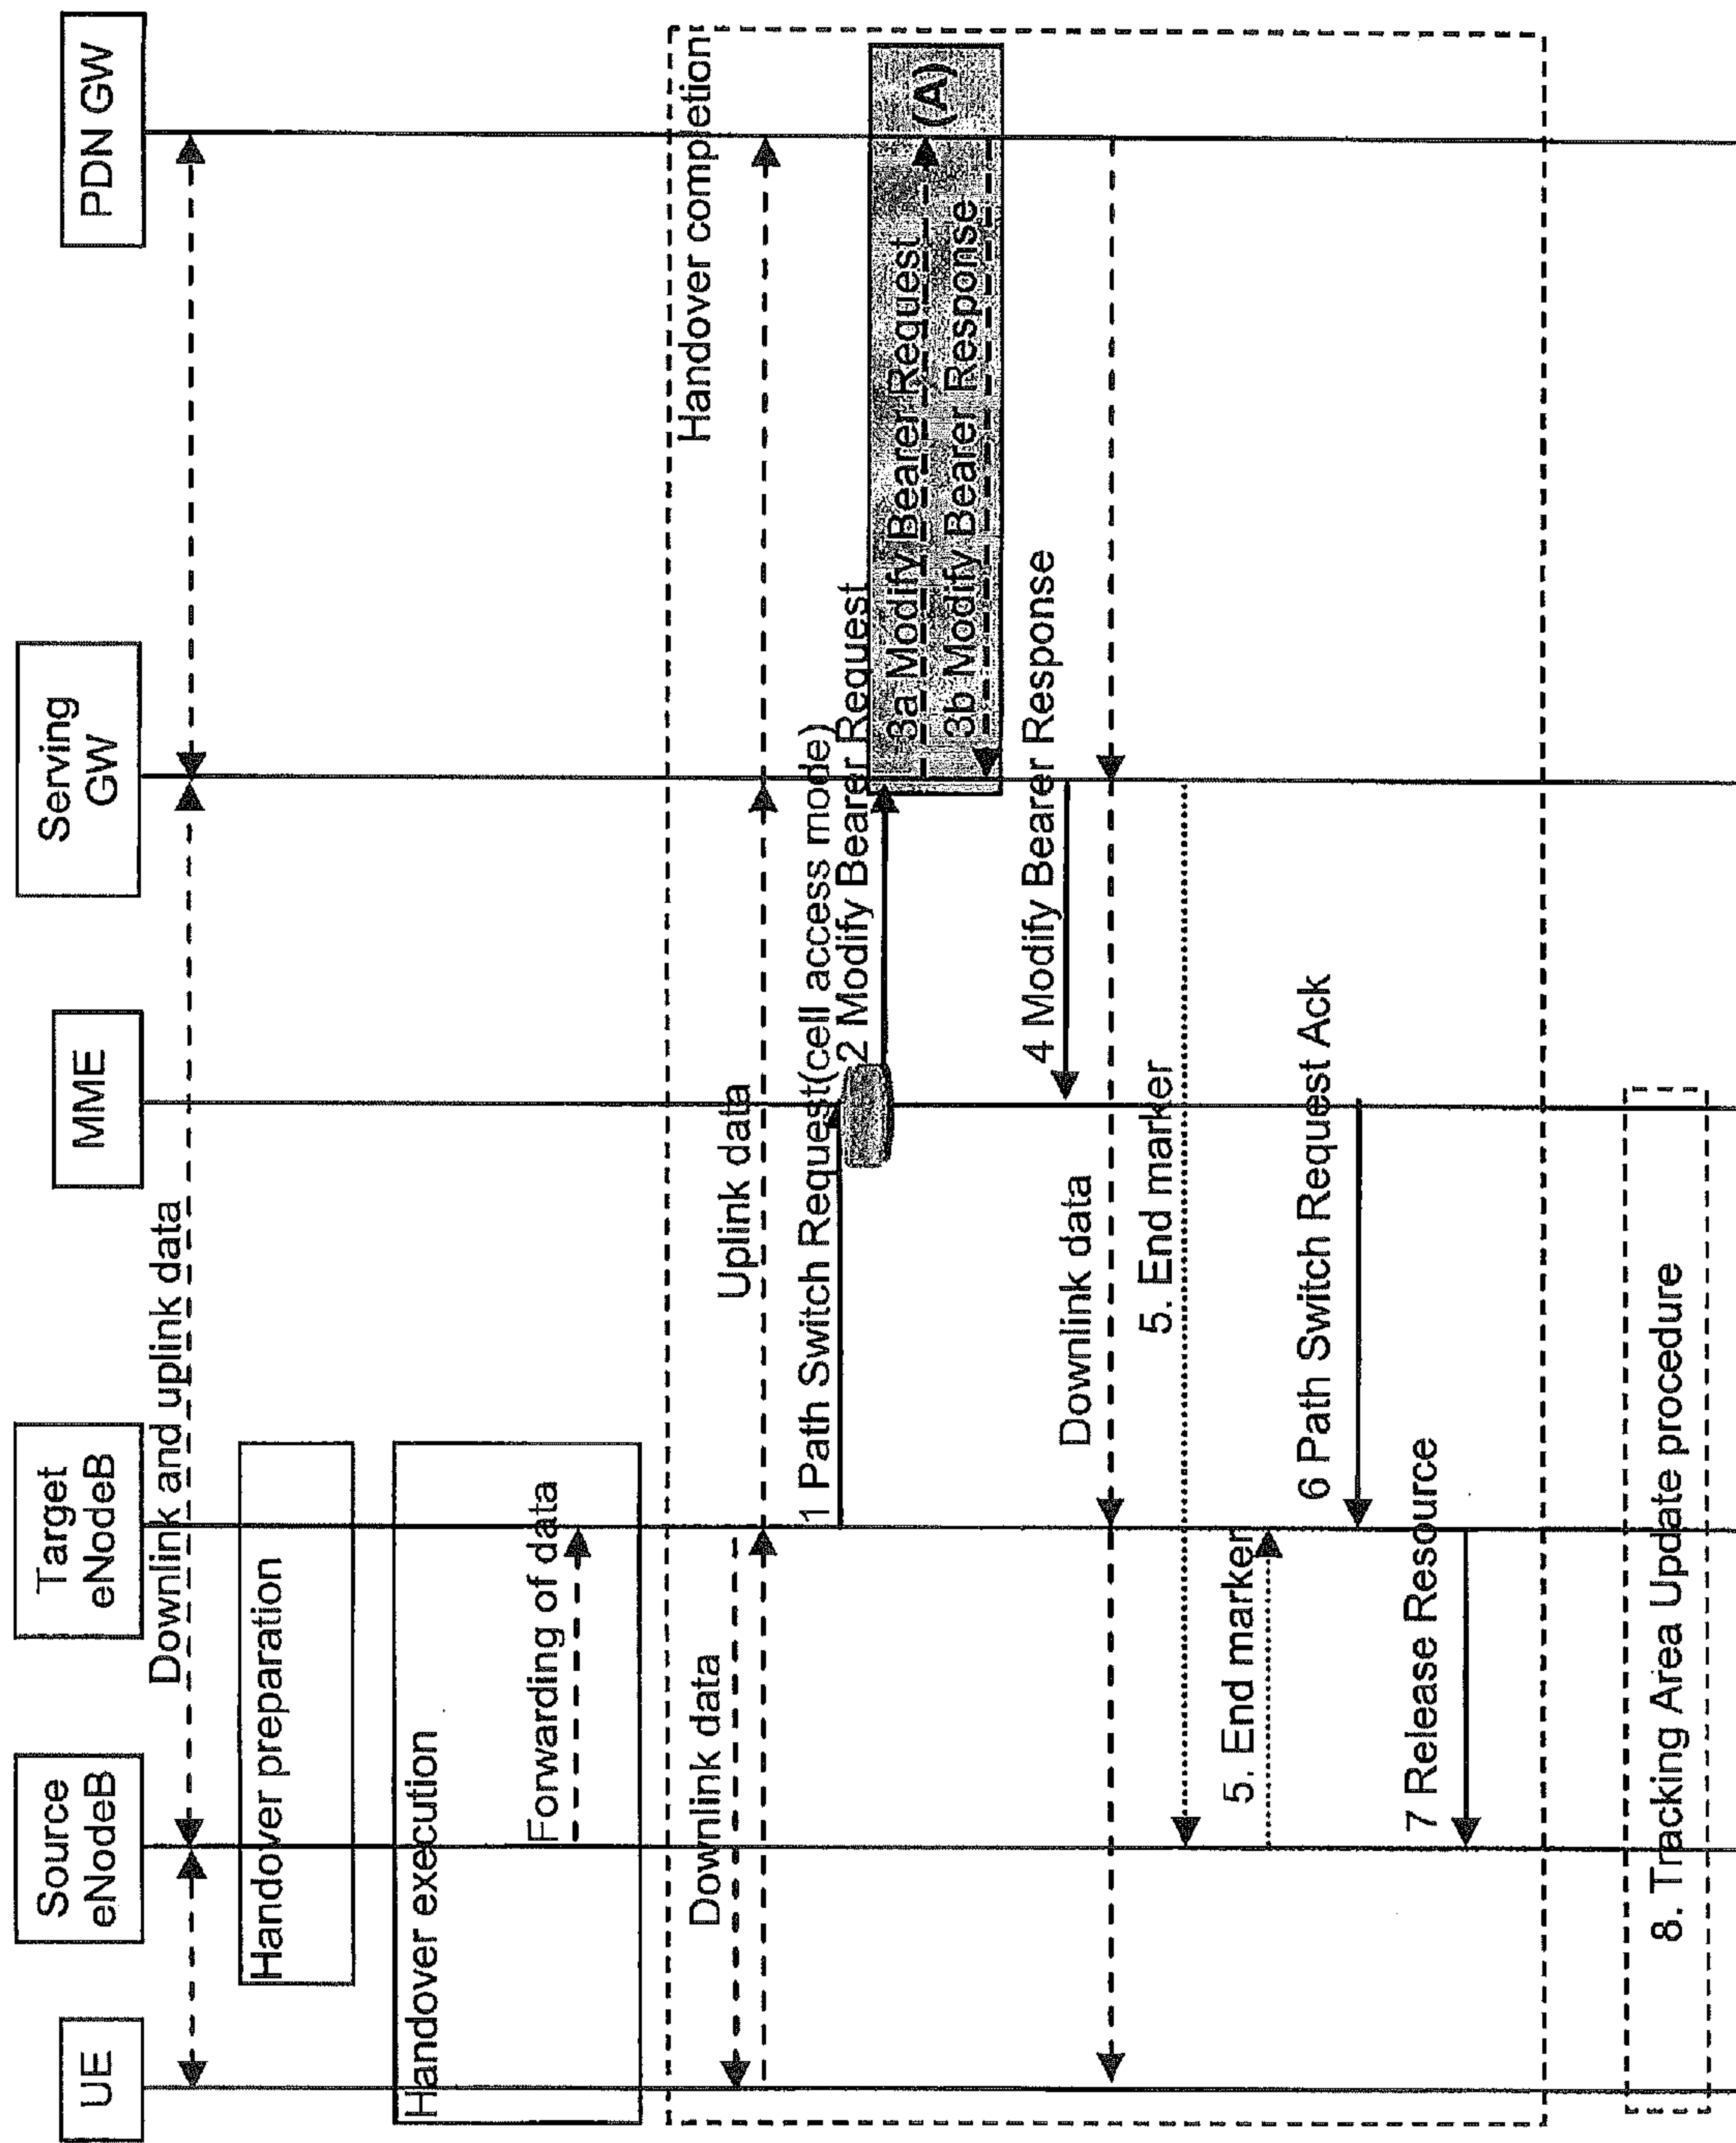 UE
Source
eNodeB
Target
eNodeB
MME
Serving
GW
PDN GW
Downlink and uplink data
Handover preparation
Handover execution
Forwarding of data
Handover completion
Downlink data
Uplink data
1 Path Switch Request(cell access mode)
2 Modify Bearer Request
3a Modify Bearer Request
(A)
3b Modify Bearer Response
4 Modify Bearer Response
Downlink data
5. End marker
5. End marker
6 Path Switch Request Ack
7 Release Resource
8. Tracking Area Update procedure